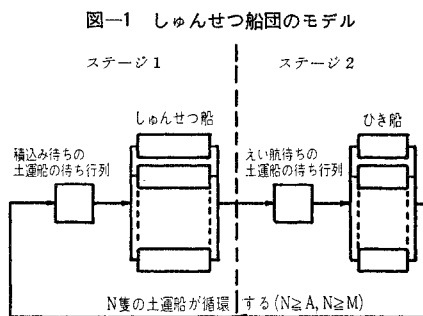 図―1 しゅんせつ船団のモデル
ステージ1
ステージ2
しゅんせつ船
ひき船
積込み待ちの
土運船の待ち行列
えい航待ちの
土運船の待ち行列
N隻の土運船が循環する(N≧A, N≧M)